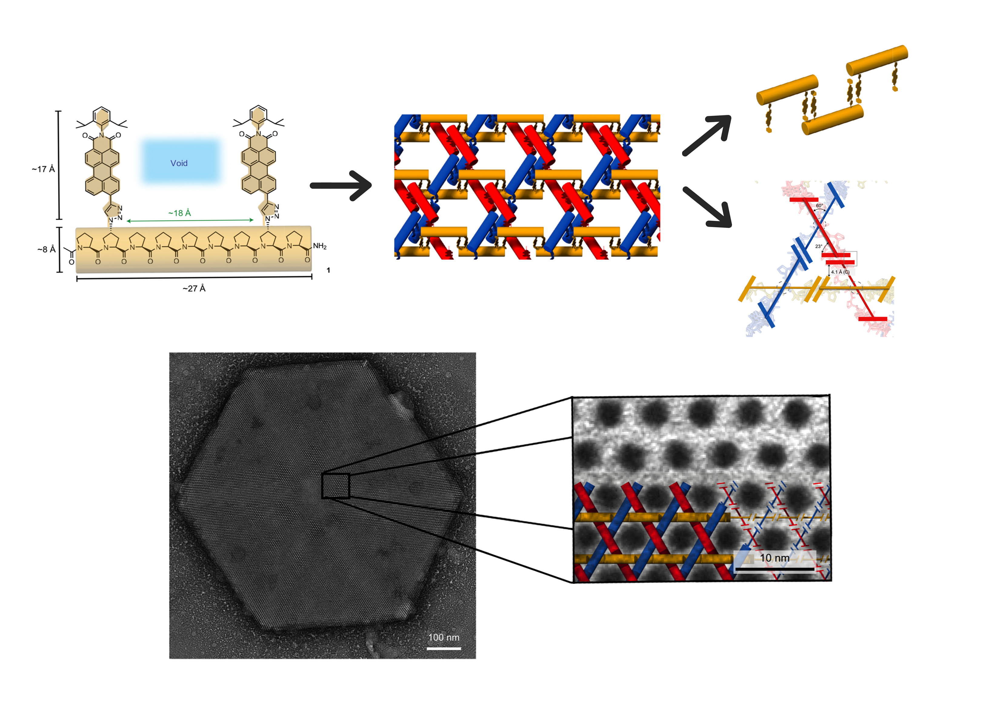 O
N
O
O
N
O
Void
~17 Å
~18 Å
N
N
N
N
N
N
~8 Å
N
N
N
N
N
N
N
N
N
NH2
O
O
O
O
O
O
O
O
O
O
1
~27 Å
60°
23°
4.1 Å (C)
100 nm
10 nm